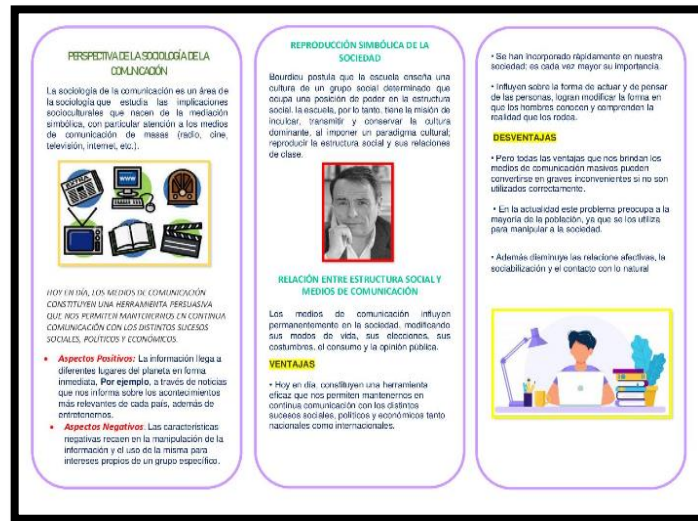 PERSPECTIVA DE LA SOCIOLOGÍA DE LA
COMUNICACIÓN
La sociología de la comunicación es un área de
la sociología que estudia las implicaciones
socioculturales que nacen de la mediación
simbólica, con particular atención a los medios
de comunicación de masas (radio, cine,
televisión, internet, etc.).
EXTRA
WWW
HOY EN DÍA, LOS MEDIOS DE COMUNICACIÓN
CONSTITUYEN UNA HERRAMIENTA PERSUASIVA
QUE NOS PERMITEN MANTENERNOS EN CONTINUA
COMUNICACIÓN CON LOS DISTINTOS SUCESOS
SOCIALES, POLÍTICOS Y ECONÓMICOS.
• Aspectos Positivos: La información llega a
diferentes lugares del planeta en forma
inmediata, Por ejemplo, a través de noticias
que nos informa sobre los acontecimientos
más relevantes de cada país, además de
entretenernos.
• Aspectos Negativos: Las características
negativas recaen en la manipulación de la
información y el uso de la misma para
intereses propios de un grupo específico.
REPRODUCCIÓN SIMBÓLICA DE LA
SOCIEDAD
Bourdieu postula que la escuela enseña una
cultura de un grupo social determinado que
ocupa una posición de poder en la estructura
social. la escuela, por lo tanto, tiene la misión de
inculcar, transmitir y conservar la cultura
dominante, al imponer un paradigma cultural;
reproducir la estructura social y sus relaciones
de clase.
RELACIÓN ENTRE ESTRUCTURA SOCIAL Y
MEDIOS DE COMUNICACIÓN
Los medios de comunicación influyen
permanentemente en la sociedad, modificando
sus modos de vida, sus elecciones, sus
costumbres, el consumo y la opinión pública.
VENTAJAS
• Hoy en día, constituyen una herramienta
eficaz que nos permiten mantenernos en
continua comunicación con los distintos
sucesos sociales, políticos y económicos tanto
nacionales como internacionales.
• Se han incorporado rápidamente en nuestra
sociedad: es cada vez mayor su importancia.
• Influyen sobre la forma de actuar y de pensar
de las personas, logran modificar la forma en
que los hombres conocen y comprenden la
realidad que los rodea.
DESVENTAJAS
• Pero todas las ventajas que nos brindan los
medios de comunicación masivos pueden
convertirse en graves inconvenientes si no son
utilizados correctamente.
• En la actualidad este problema preocupa a la
mayoría de la población, ya que se los utiliza
para manipular a la sociedad.
• Además disminuye las relacione afectivas, la
sociabilización y el contacto con lo natural